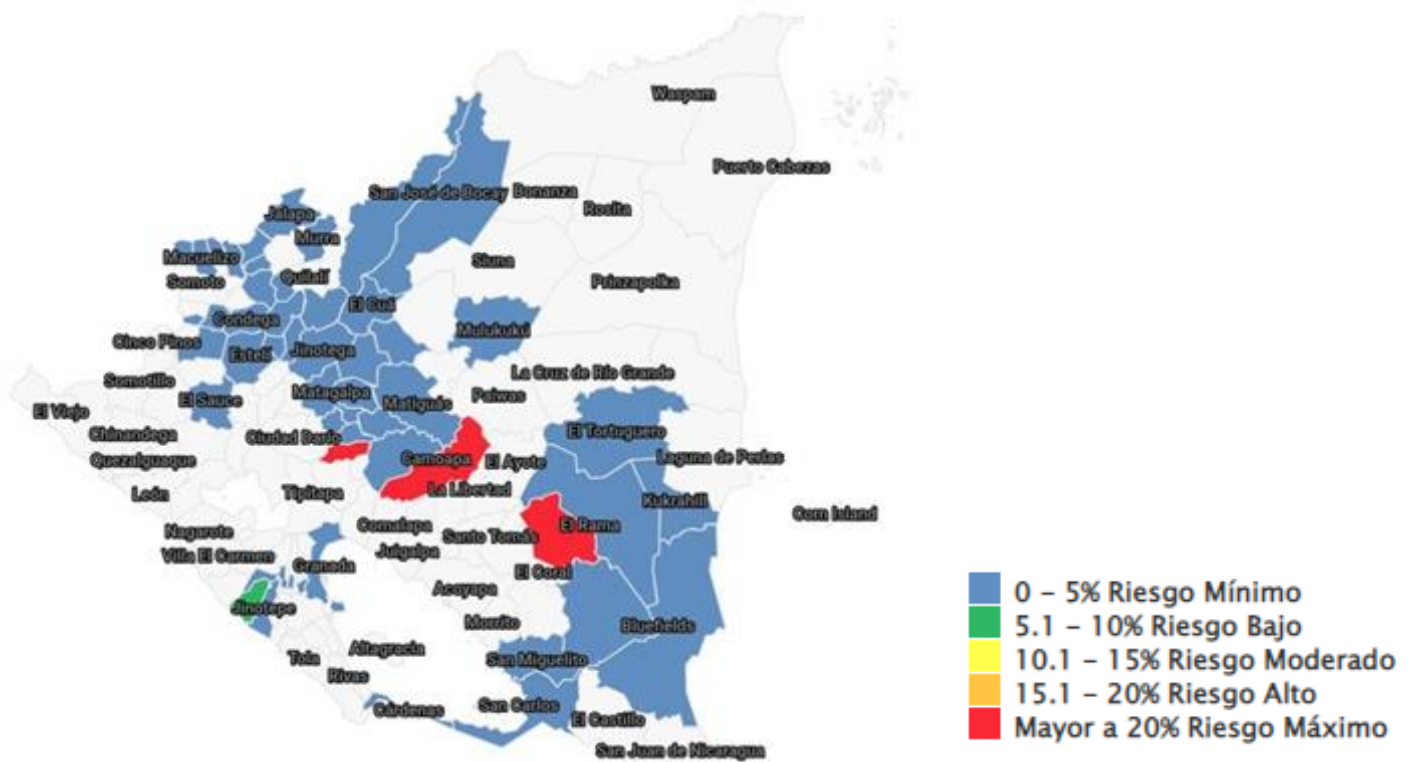 Waspam
Puerto Cabezas
San José de Bocay
Bonanza
Rosita
Jalapa
Murra
Macuelizo
Siuna
Somoto
Quilalí
Prinzapolka
El Cuá
Condega
Mulukukú
Cinco Pinos
Estelí
Jinotega
La Cruz de Río Grande
Somotillo
Matagalpa
Paiwas
El Sauce
Matiguás
El Viejo
Chinandega
Ciudad Darío
El Tortuguero
Quezalguaque
Camoapa
El Ayote
Laguna de Perlas
León
Tipitapa
La Libertad
Kukrahill
Corn Island
Nagarote
Comalapa
Santo Tomás
El Rama
Villa El Carmen
Granada
Juigalpa
El Coral
Acoyapa
Jinotepe
Morrito
Bluefields
Tola
Altagracia
San Miguelito
Rivas
Cárdenas
San Carlos
El Castillo
San Juan de Nicaragua
0 – 5% Riesgo Mínimo
5.1 – 10% Riesgo Bajo
10.1 – 15% Riesgo Moderado
15.1 – 20% Riesgo Alto
Mayor a 20% Riesgo Máximo